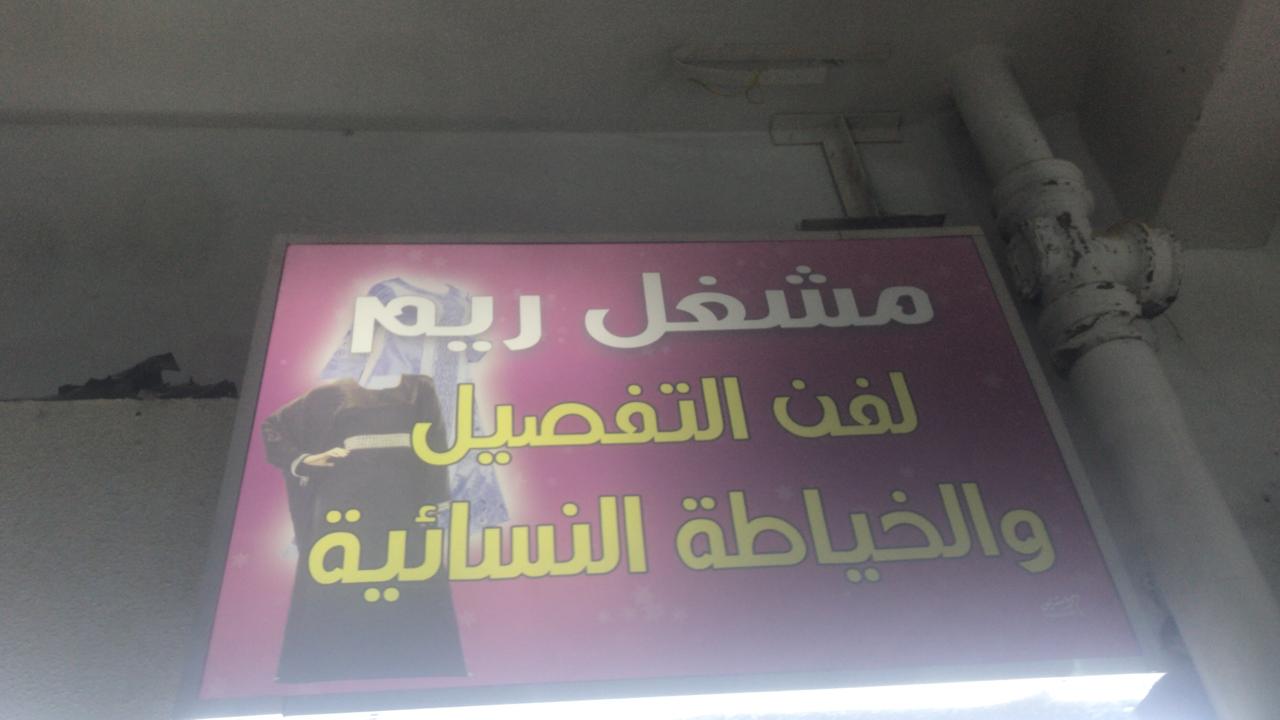 مشغل ريم
لفن التفصيل
والخياطة النسائية